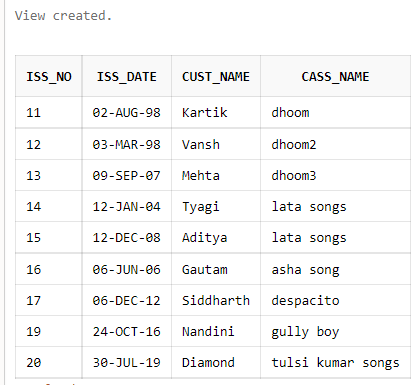 View created.
ISS_NO ISS_DATE CUST_NAME CASS_NAME
11 02-AUG-98 Kartik dhoom
12 03-MAR-98 Vansh dhoom2
13 09-SEP-07 Mehta dhoom3
14 12-JAN-04 Tyagi lata songs
15 12-DEC-08 Aditya lata songs
16 06-JUN-06 Gautam asha song
17 06-DEC-12 Siddharth despacito
19 24-OCT-16 Nandini gully boy
20 30-JUL-19 Diamond tulsi kumar songs